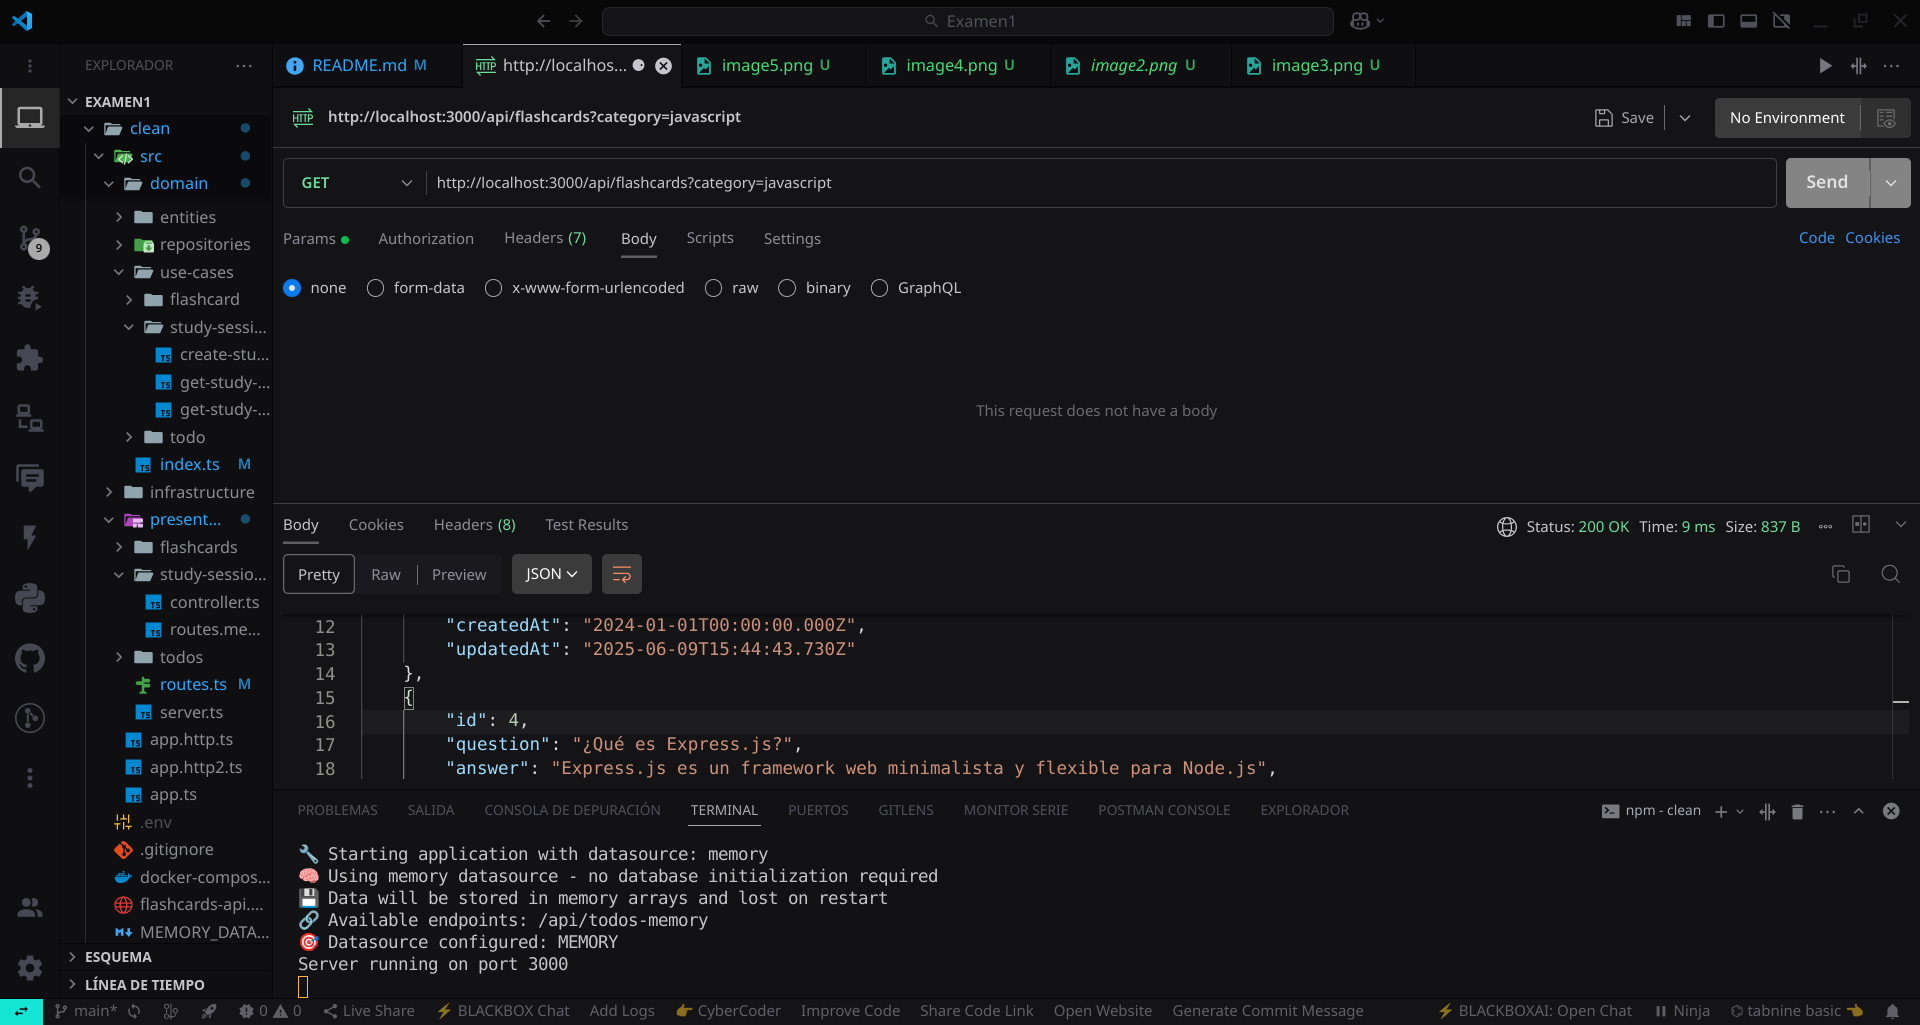 Examen1
EXPLORADOR
README.md M
http://localhos...
image5.png U
image4.png U
image2.png U
image3.png U
EXAMEN1
clean
src
domain
entities
repositories
use-cases
flashcard
study-sessi...
create-stu...
get-study-...
get-study-...
todo
index.ts M
infrastructure
present...
flashcards
study-sessio...
controller.ts
routes.me...
todos
routes.ts M
server.ts
app.http.ts
app.http2.ts
app.ts
.env
.gitignore
docker-compos...
flashcards-api....
MEMORY_DATA...
ESQUEMA
LÍNEA DE TIEMPO
9
HTTP http://localhost:3000/api/flashcards?category=javascript
Save
No Environment
GET http://localhost:3000/api/flashcards?category=javascript
Send
Params Authorization Headers (7) Body Scripts Settings
Code Cookies
none form-data x-www-form-urlencoded raw binary GraphQL
This request does not have a body
Body Cookies Headers (8) Test Results
Status: 200 OK Time: 9 ms Size: 837 B
Pretty Raw Preview JSON
12 "createdAt": "2024-01-01T00:00:00.000Z",
13 "updatedAt": "2025-06-09T15:44:43.730Z"
14 },
15 {
16 "id": 4,
17 "question": "¿Qué es Express.js?",
18 "answer": "Express.js es un framework web minimalista y flexible para Node.js",
PROBLEMAS SALIDA CONSOLA DE DEPURACIÓN TERMINAL PUERTOS GITLENS MONITOR SERIE POSTMAN CONSOLE EXPLORADOR
npm - clean
🔧 Starting application with datasource: memory
🧠 Using memory datasource - no database initialization required
💾 Data will be stored in memory arrays and lost on restart
🔗 Available endpoints: /api/todos-memory
🎯 Datasource configured: MEMORY
Server running on port 3000
main* 0 0 Live Share ⚡ BLACKBOX Chat Add Logs 👉 CyberCoder Improve Code Share Code Link Open Website Generate Commit Message ⚡ BLACKBOXAI: Open Chat Ninja tabnine basic 👈